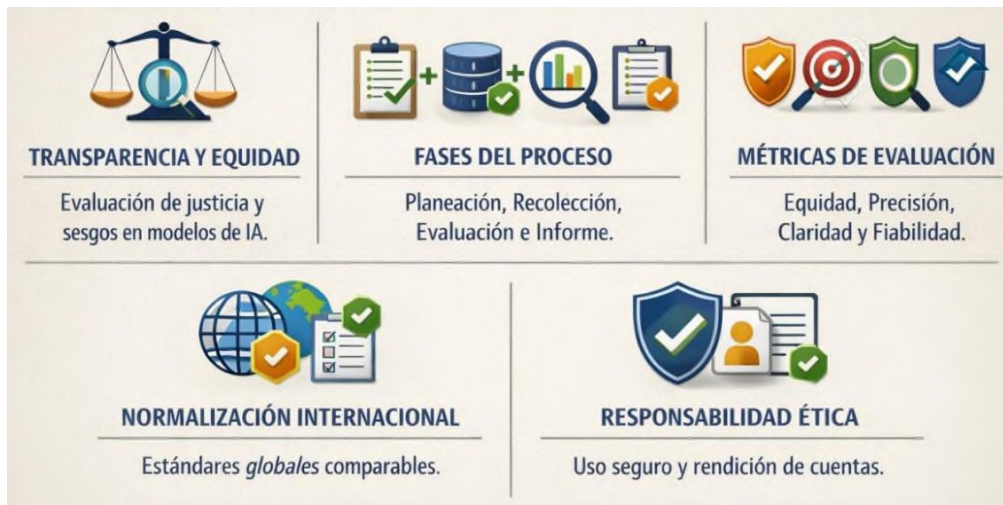 TRANSPARENCIA Y EQUIDAD
Evaluación de justicia y
sesgos en modelos de IA.
FASES DEL PROCESO
Planeación, Recolección,
Evaluación e Informe.
MÉTRICAS DE EVALUACIÓN
Equidad, Precisión,
Claridad y Fiabilidad.
NORMALIZACIÓN INTERNACIONAL
Estándares globales comparables.
RESPONSABILIDAD ÉTICA
Uso seguro y rendición de cuentas.